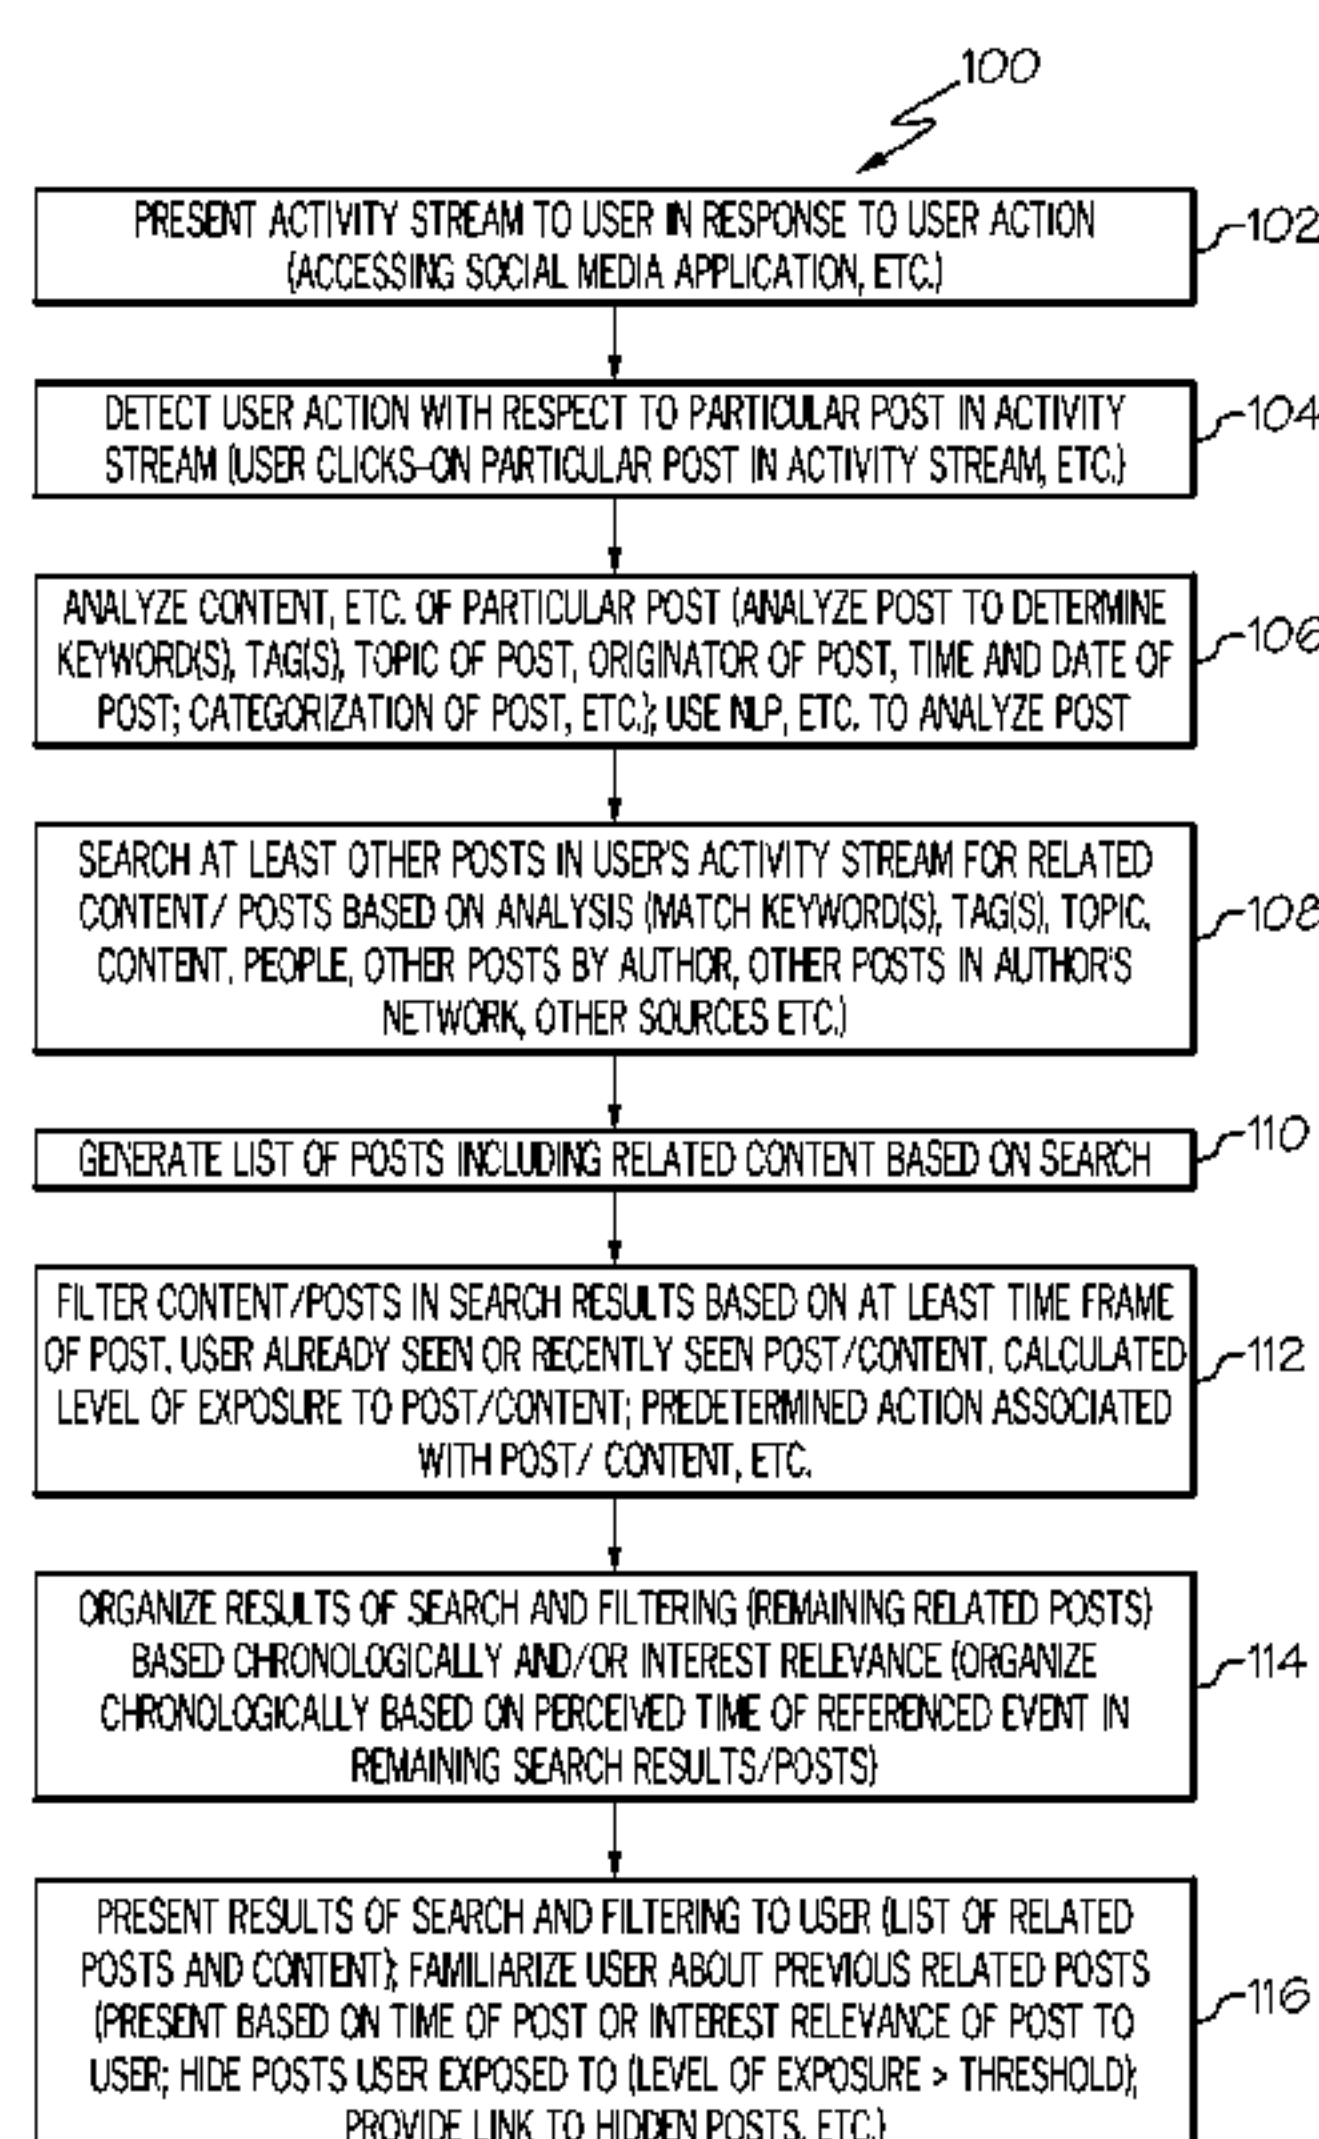 100
PRESENT ACTIVITY STREAM TO USER IN RESPONSE TO USER ACTION
(ACCESSING SOCIAL MEDIA APPLICATION, ETC.)
102
DETECT USER ACTION WITH RESPECT TO PARTICULAR POST IN ACTIVITY
STREAM (USER CLICKS-ON PARTICULAR POST IN ACTIVITY STREAM, ETC.)
104
ANALYZE CONTENT, ETC. OF PARTICULAR POST (ANALYZE POST TO DETERMINE
KEYWORD(S), TAG(S), TOPIC OF POST, ORIGINATOR OF POST, TIME AND DATE OF
POST; CATEGORIZATION OF POST, ETC.); USE NLP, ETC. TO ANALYZE POST
106
SEARCH AT LEAST OTHER POSTS IN USER'S ACTIVITY STREAM FOR RELATED
CONTENT/ POSTS BASED ON ANALYSIS (MATCH KEYWORD(S), TAG(S), TOPIC,
CONTENT, PEOPLE, OTHER POSTS BY AUTHOR, OTHER POSTS IN AUTHOR'S
NETWORK, OTHER SOURCES ETC.)
108
GENERATE LIST OF POSTS INCLUDING RELATED CONTENT BASED ON SEARCH
110
FILTER CONTENT/POSTS IN SEARCH RESULTS BASED ON AT LEAST TIME FRAME
OF POST, USER ALREADY SEEN OR RECENTLY SEEN POST/CONTENT, CALCULATED
LEVEL OF EXPOSURE TO POST/CONTENT; PREDETERMINED ACTION ASSOCIATED
WITH POST/ CONTENT, ETC.
112
ORGANIZE RESULTS OF SEARCH AND FILTERING (REMAINING RELATED POSTS)
BASED CHRONOLOGICALLY AND/OR INTEREST RELEVANCE (ORGANIZE
CHRONOLOGICALLY BASED ON PERCEIVED TIME OF REFERENCED EVENT IN
REMAINING SEARCH RESULTS/POSTS)
114
PRESENT RESULTS OF SEARCH AND FILTERING TO USER (LIST OF RELATED
POSTS AND CONTENT); FAMILIARIZE USER ABOUT PREVIOUS RELATED POSTS
(PRESENT BASED ON TIME OF POST OR INTEREST RELEVANCE OF POST TO
USER; HIDE POSTS USER EXPOSED TO (LEVEL OF EXPOSURE > THRESHOLD);
PROVIDE LINK TO HIDDEN POSTS, ETC.)
116